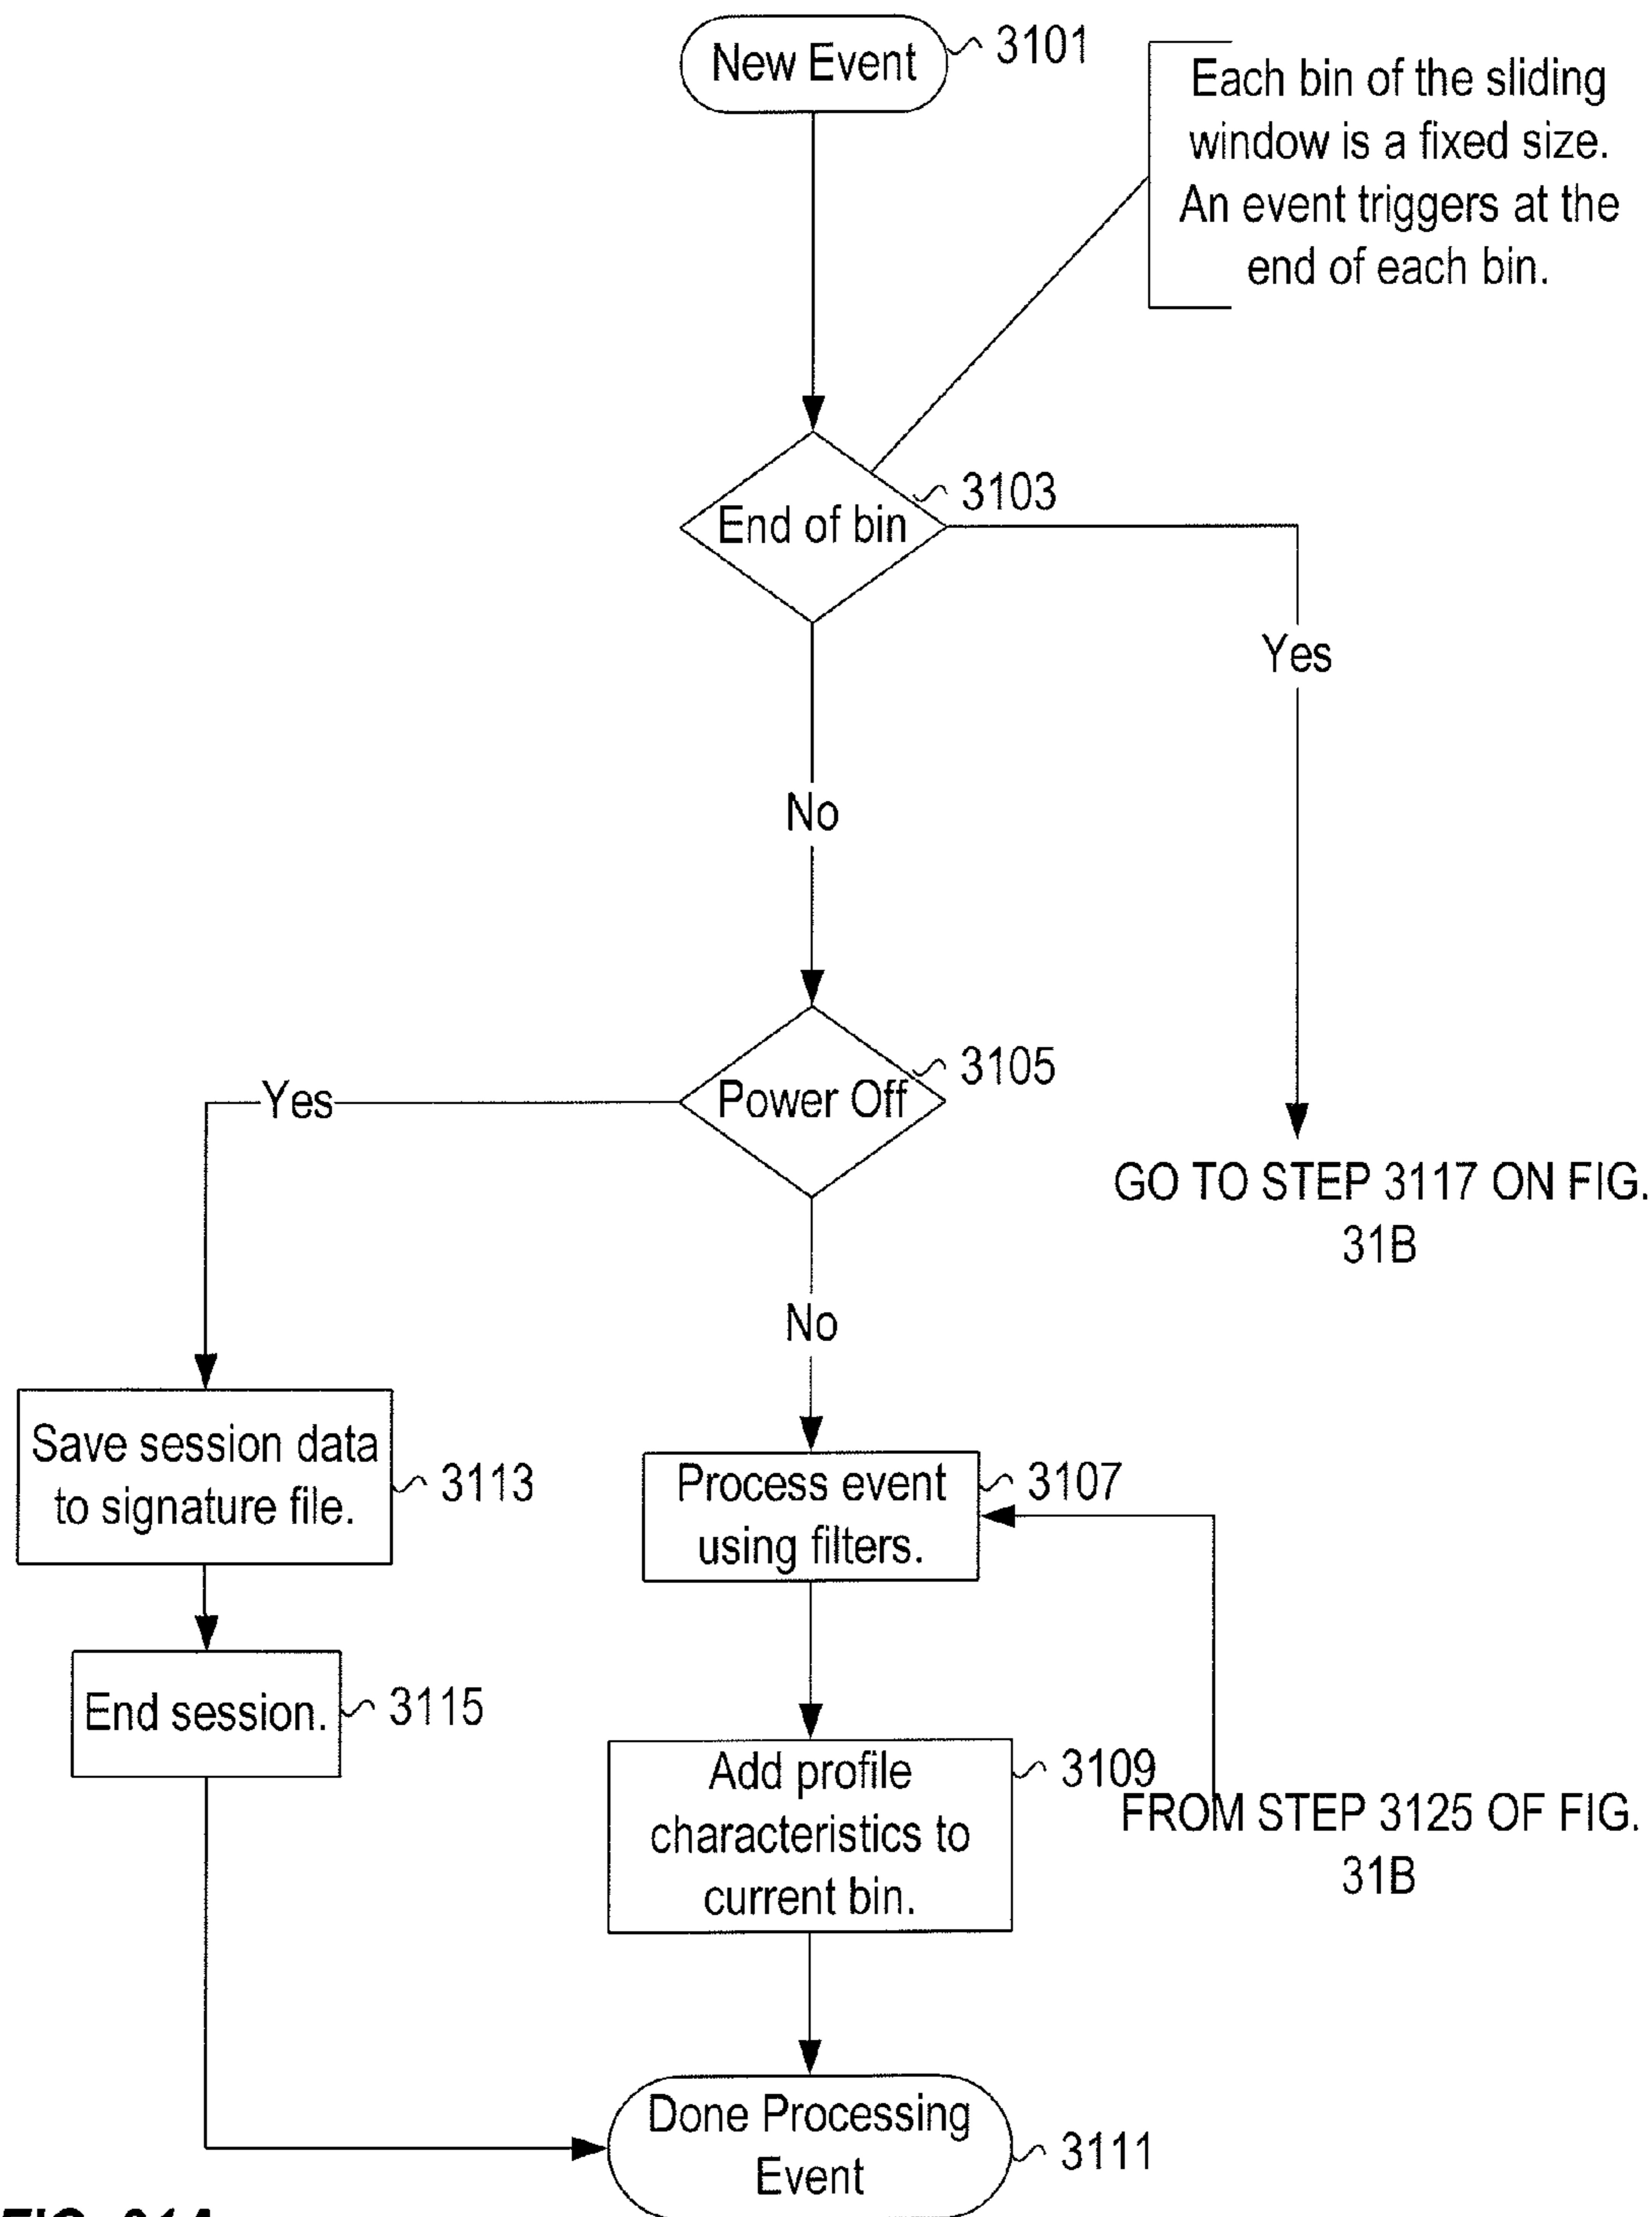 New Event
3101
Each bin of the sliding
window is a fixed size.
An event triggers at the
end of each bin.
End of bin
3103
Yes
No
Power Off
3105
Yes
GO TO STEP 3117 ON FIG.
31B
No
Save session data
to signature file.
3113
Process event
using filters.
3107
End session.
3115
Add profile
characteristics to
current bin.
3109
FROM STEP 3125 OF FIG.
31B
Done Processing
Event
3111